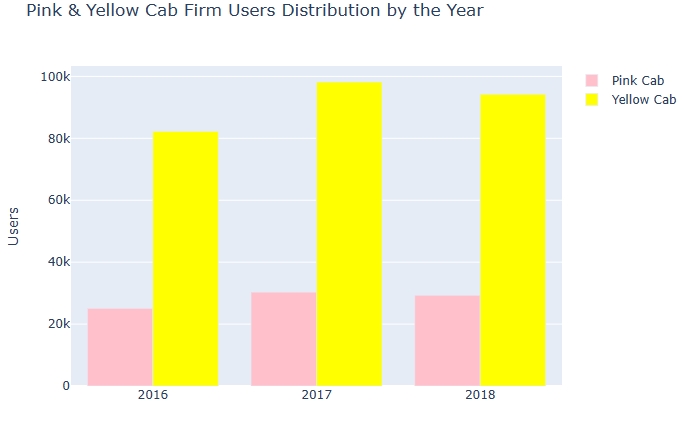 Pink & Yellow Cab Firm Users Distribution by the Year
Pink Cab
Yellow Cab
Users
100k
80k
60k
40k
20k
0
2016
2017
2018